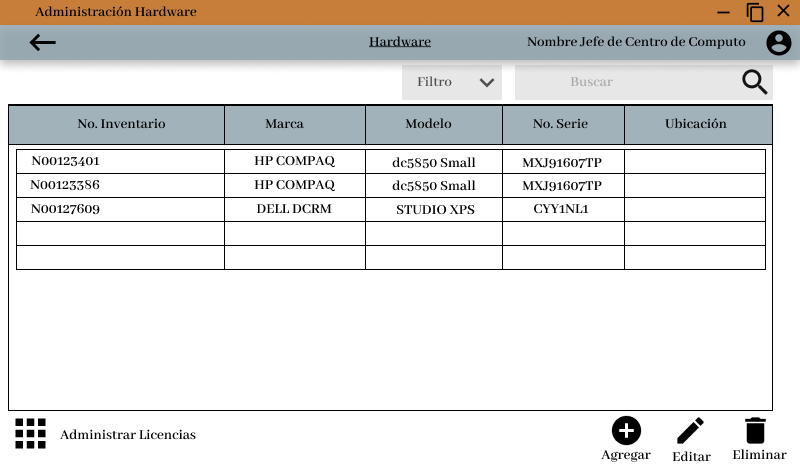 Administración Hardware
Hardware
Nombre Jefe de Centro de Computo
Filtro
Buscar
No. Inventario Marca Modelo No. Serie Ubicación
N00123401 HP COMPAQ dc5850 Small MXJ91607TP
N00123386 HP COMPAQ dc5850 Small MXJ91607TP
N00127609 DELL DCRM STUDIO XPS CYY1NL1
Administrar Licencias
Agregar
Editar
Eliminar